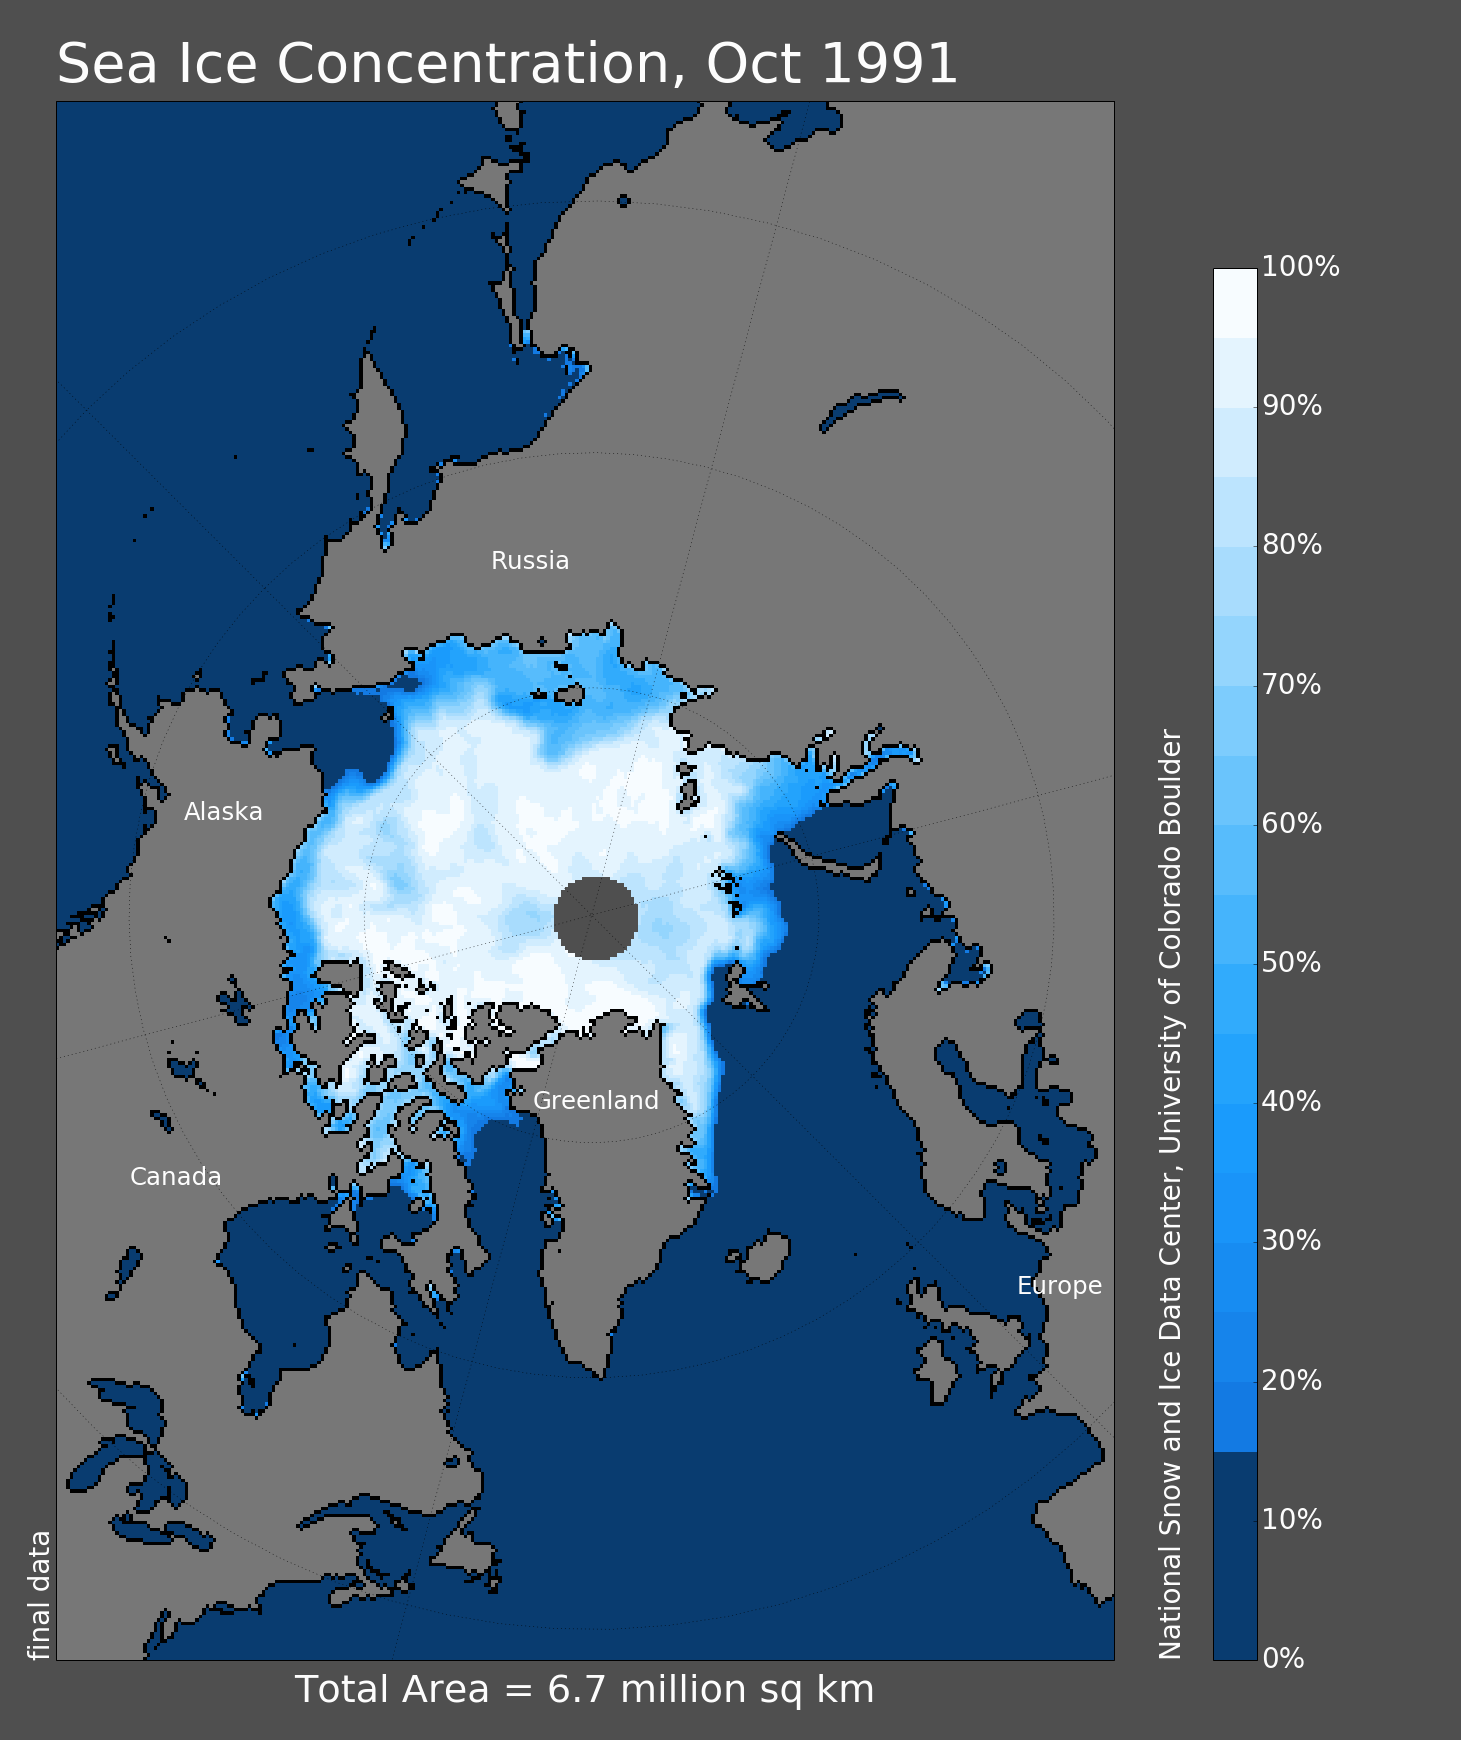 Sea Ice Concentration, Oct 1991
Russia
Alaska
Greenland
Canada
Europe
100%
90%
80%
70%
60%
50%
40%
30%
20%
10%
0%
National Snow and Ice Data Center, University of Colorado Boulder
final data
Total Area = 6.7 million sq km